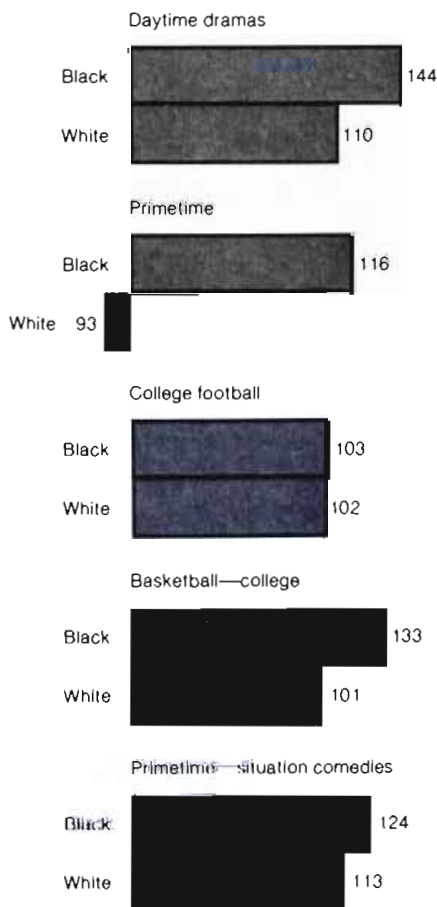 Daytime dramas
Black 144
White 110
Primetime
Black 116
White 93
College football
Black 103
White 102
Basketball—college
Black 133
White 101
Primetime—situation comedies
Black 124
White 113